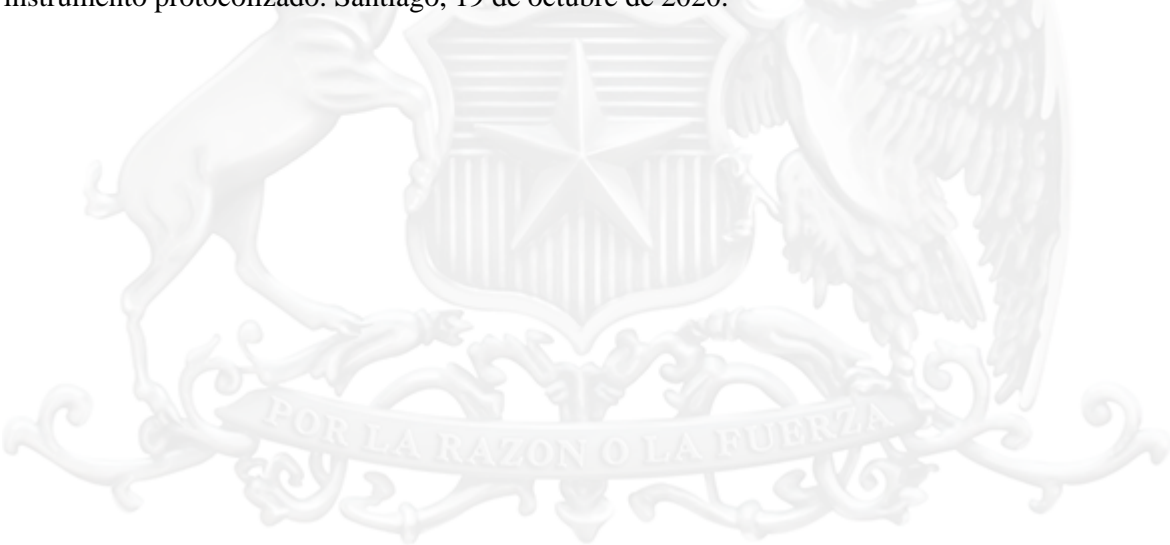 instrumento protocolizado. Santiago, 19 de octubre de 2020.
POR LA RAZON O LA FUERZA